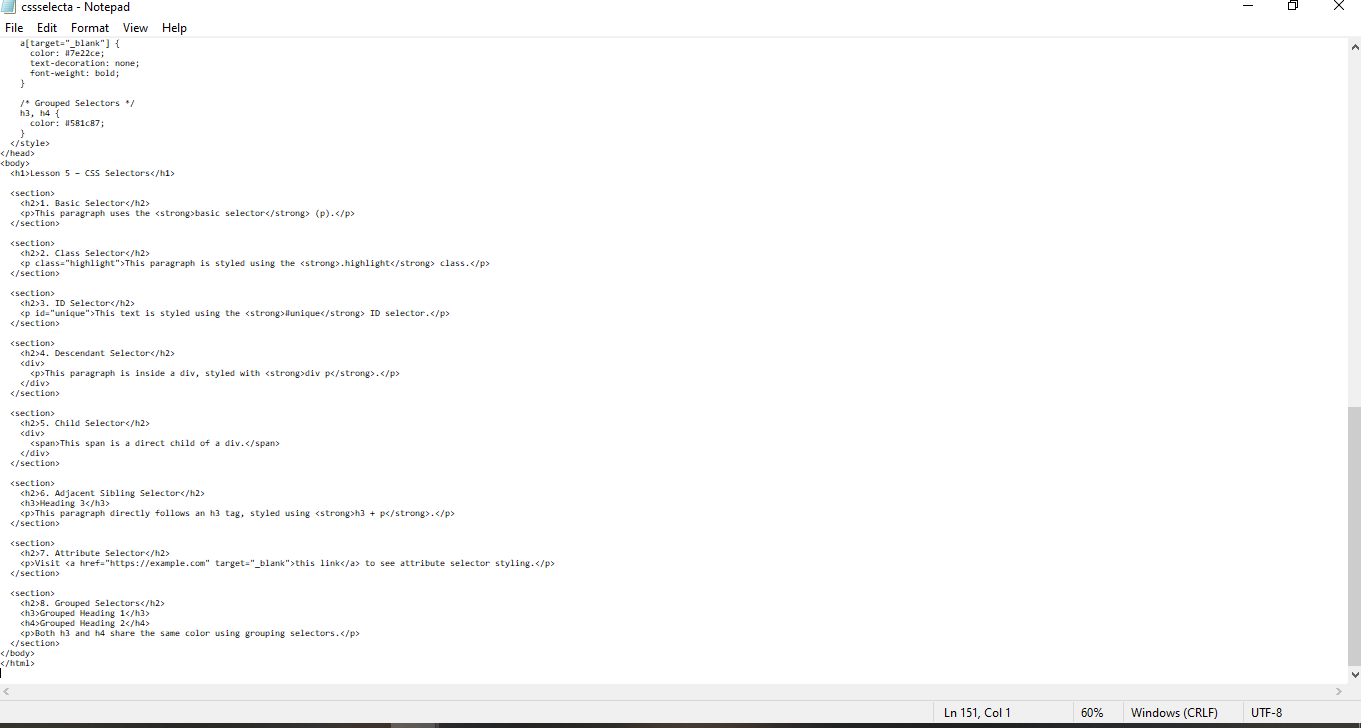 cssselecta - Notepad
File Edit Format View Help
    a[target="_blank"] {
      color: #7e22ce;
      text-decoration: none;
      font-weight: bold;
    }

    /* Grouped Selectors */
    h3, h4 {
      color: #581c87;
    }
  </style>
</head>
<body>
  <h1>Lesson 5 – CSS Selectors</h1>

  <section>
    <h2>1. Basic Selector</h2>
    <p>This paragraph uses the <strong>basic selector</strong> (p).</p>
  </section>

  <section>
    <h2>2. Class Selector</h2>
    <p class="highlight">This paragraph is styled using the <strong>.highlight</strong> class.</p>
  </section>

  <section>
    <h2>3. ID Selector</h2>
    <p id="unique">This text is styled using the <strong>#unique</strong> ID selector.</p>
  </section>

  <section>
    <h2>4. Descendant Selector</h2>
    <div>
      <p>This paragraph is inside a div, styled with <strong>div p</strong>.</p>
    </div>
  </section>

  <section>
    <h2>5. Child Selector</h2>
    <div>
      <span>This span is a direct child of a div.</span>
    </div>
  </section>

  <section>
    <h2>6. Adjacent Sibling Selector</h2>
    <h3>Heading 3</h3>
    <p>This paragraph directly follows an h3 tag, styled using <strong>h3 + p</strong>.</p>
  </section>

  <section>
    <h2>7. Attribute Selector</h2>
    <p>Visit <a href="https://example.com" target="_blank">this link</a> to see attribute selector styling.</p>
  </section>

  <section>
    <h2>8. Grouped Selectors</h2>
    <h3>Grouped Heading 1</h3>
    <h4>Grouped Heading 2</h4>
    <p>Both h3 and h4 share the same color using grouping selectors.</p>
  </section>
</body>
</html>
Ln 151, Col 1 60% Windows (CRLF) UTF-8